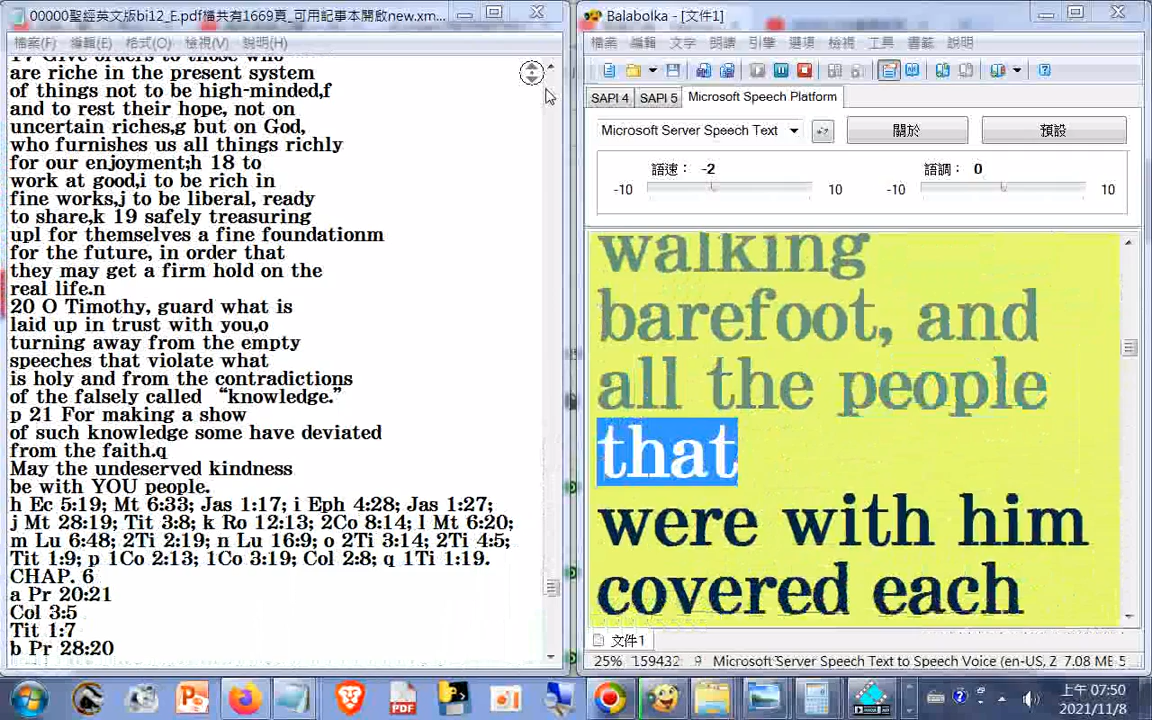 00000聖經英文版bi12_E.pdf檔共有1669頁_可用記事本開啟new.xm...
檔案(F) 編輯(E) 格式(O) 檢視(V) 說明(H)
17 Give orders to those who
are riche in the present system
of things not to be high-minded,f
and to rest their hope, not on
uncertain riches,g but on God,
who furnishes us all things richly
for our enjoyment;h 18 to
work at good,i to be rich in
fine works,j to be liberal, ready
to share,k 19 safely treasuring
upl for themselves a fine foundationm
for the future, in order that
they may get a firm hold on the
real life.n
20 O Timothy, guard what is
laid up in trust with you,o
turning away from the empty
speeches that violate what
is holy and from the contradictions
of the falsely called “knowledge.”
p 21 For making a show
of such knowledge some have deviated
from the faith.q
May the undeserved kindness
be with YOU people.
h Ec 5:19; Mt 6:33; Jas 1:17; i Eph 4:28; Jas 1:27;
j Mt 28:19; Tit 3:8; k Ro 12:13; 2Co 8:14; l Mt 6:20;
m Lu 6:48; 2Ti 2:19; n Lu 16:9; o 2Ti 3:14; 2Ti 4:5;
Tit 1:9; p 1Co 2:13; 1Co 3:19; Col 2:8; q 1Ti 1:19.
CHAP. 6
a Pr 20:21
Col 3:5
Tit 1:7
b Pr 28:20
Balabolka - [文件1]
檔案 編輯 文字 朗讀 引擎 選項 檢視 工具 書籤 說明
SAPI 4 SAPI 5 Microsoft Speech Platform
Microsoft Server Speech Text 關於 預設
語速： -2 語調： 0
-10 10 -10 10
walking
barefoot, and
all the people
that
were with him
covered each
文件1
25% 159432 Microsoft Server Speech Text to Speech Voice (en-US, 2 7.08 MB 5
PDF
上午 07:50
2021/11/8